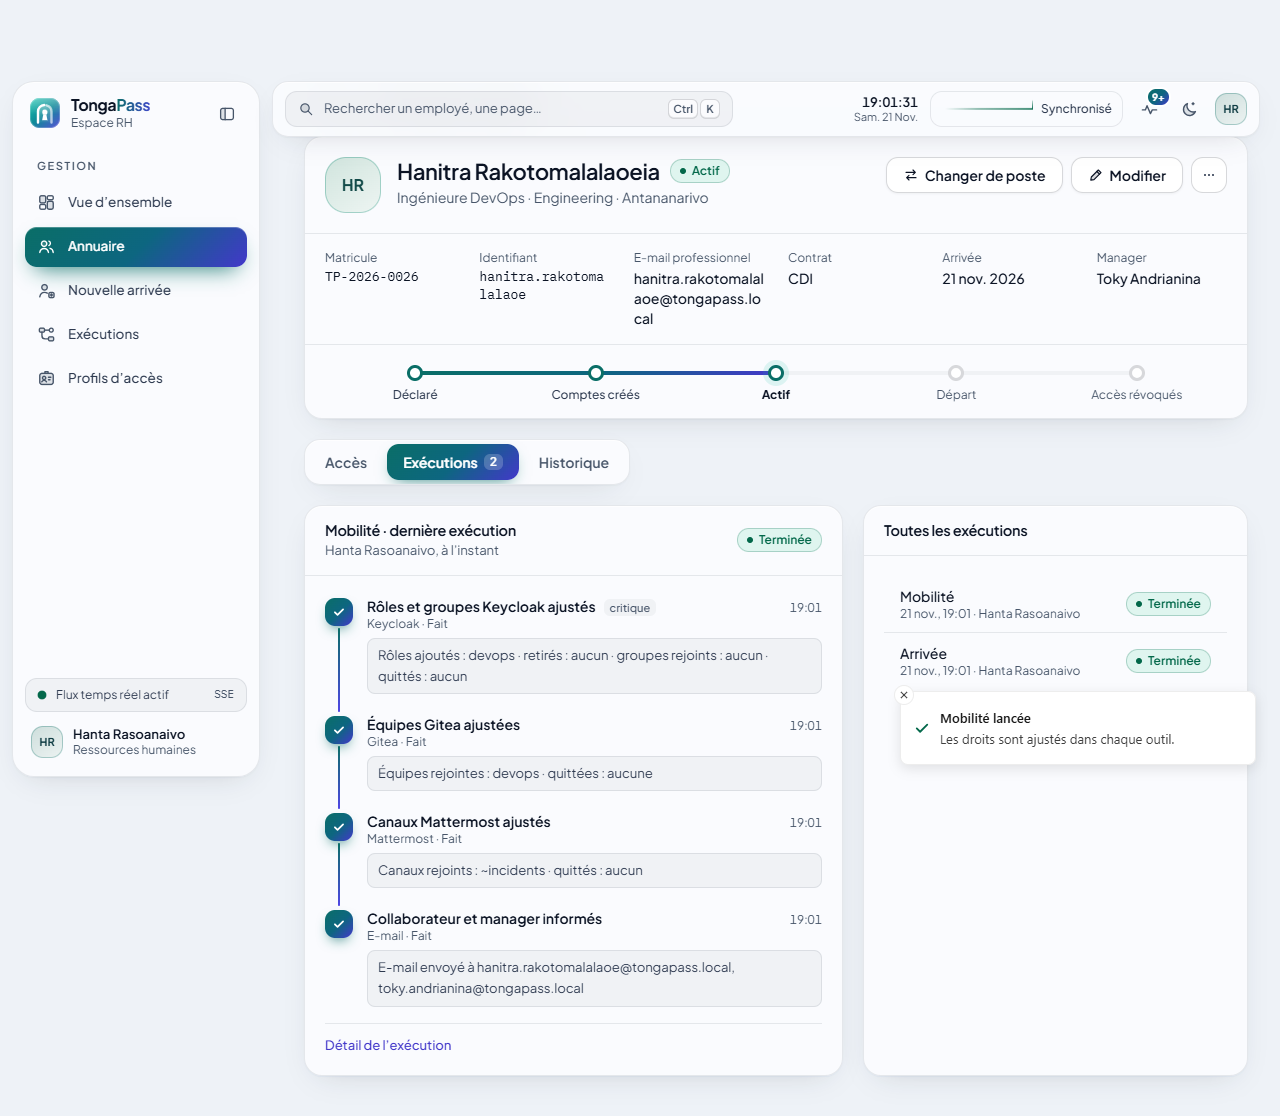 TongaPass
Espace RH
GESTION
Vue d'ensemble
Annuaire
Nouvelle arrivée
Exécutions
Profils d'accès
Flux temps réel actif
SSE
HR
Hanta Rasoanaivo
Ressources humaines
Rechercher un employé, une page...
Ctrl K
19:01:31
Sam. 21 Nov.
Synchronisé
9+
HR
HR
Hanitra Rakotomalalaoeia
Actif
Ingénieure DevOps · Engineering · Antananarivo
Changer de poste
Modifier
Matricule
TP-2026-0026
Identifiant
hanitra.rakotoma
lalaoe
E-mail professionnel
hanitra.rakotomalal
aoe@tongapass.lo
cal
Contrat
CDI
Arrivée
21 nov. 2026
Manager
Toky Andrianina
Déclaré
Comptes créés
Actif
Départ
Accès révoqués
Accès
Exécutions 2
Historique
Mobilité · dernière exécution
Hanta Rasoanaivo, à l'instant
Terminée
Rôles et groupes Keycloak ajustés critique 19:01
Keycloak · Fait
Rôles ajoutés : devops · retirés : aucun · groupes rejoints : aucun ·
quittés : aucun
Équipes Gitea ajustées 19:01
Gitea · Fait
Équipes rejointes : devops · quittées : aucune
Canaux Mattermost ajustés 19:01
Mattermost · Fait
Canaux rejoints : ~incidents · quittés : aucun
Collaborateur et manager informés 19:01
E-mail · Fait
E-mail envoyé à hanitra.rakotomalalaoe@tongapass.local,
toky.andrianina@tongapass.local
Détail de l'exécution
Toutes les exécutions
Mobilité
21 nov., 19:01 · Hanta Rasoanaivo
Terminée
Arrivée
21 nov., 19:01 · Hanta Rasoanaivo
Terminée
Mobilité lancée
Les droits sont ajustés dans chaque outil.